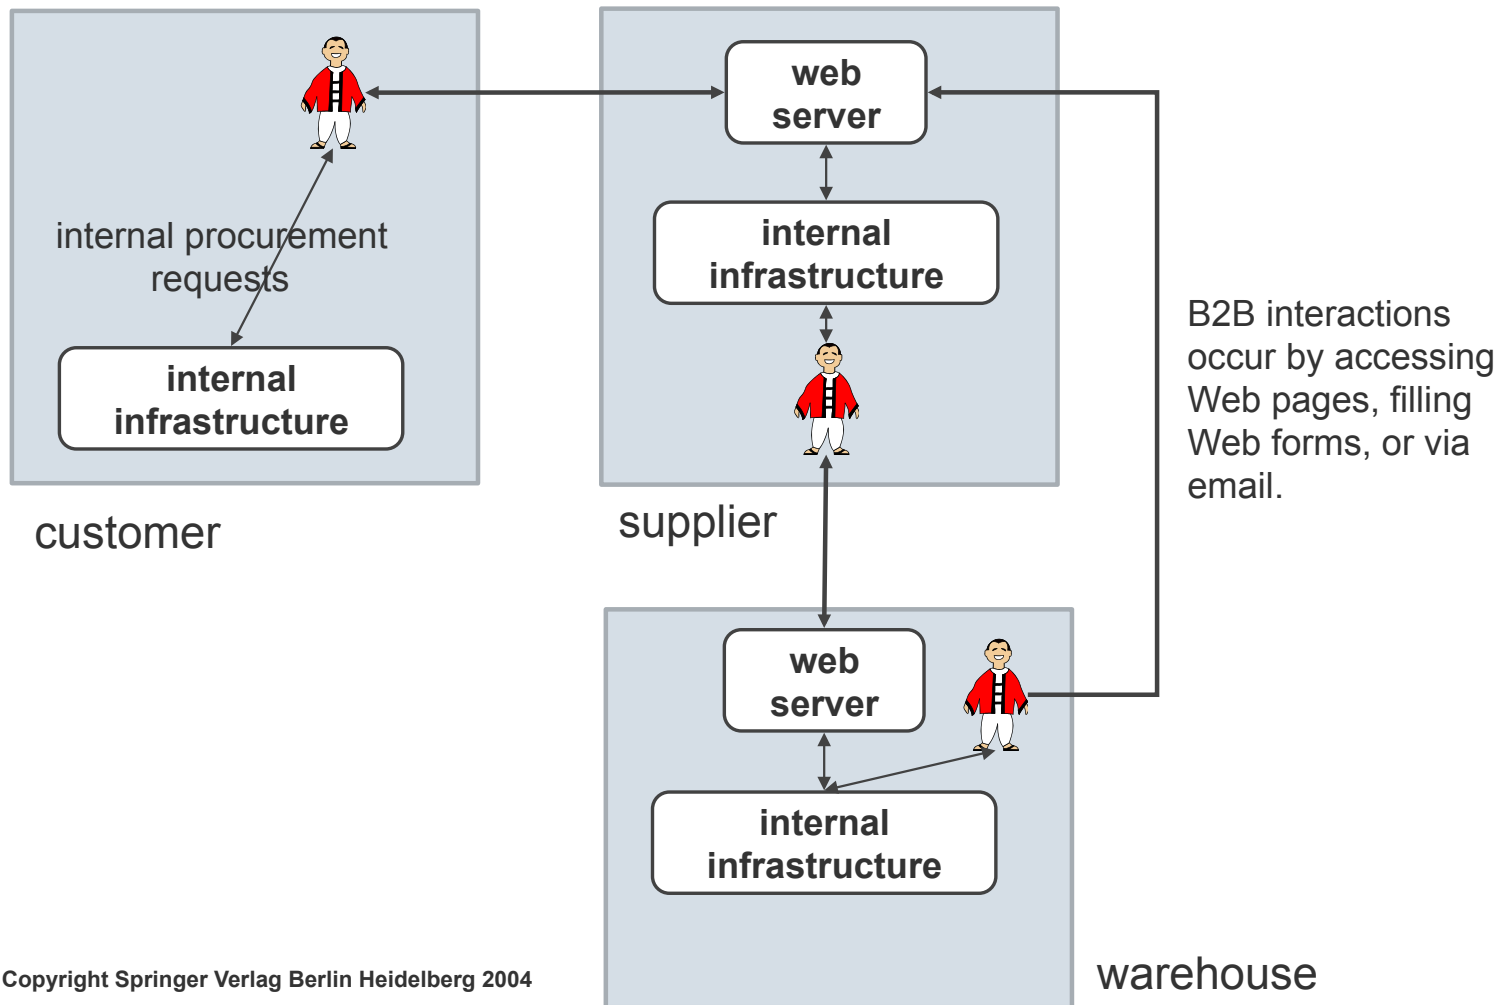 web
server
internal procurement
requests
internal
infrastructure
internal
infrastructure
customer
supplier
B2B interactions
occur by accessing
Web pages, filling
Web forms, or via
email.
web
server
internal
infrastructure
warehouse
Copyright Springer Verlag Berlin Heidelberg 2004